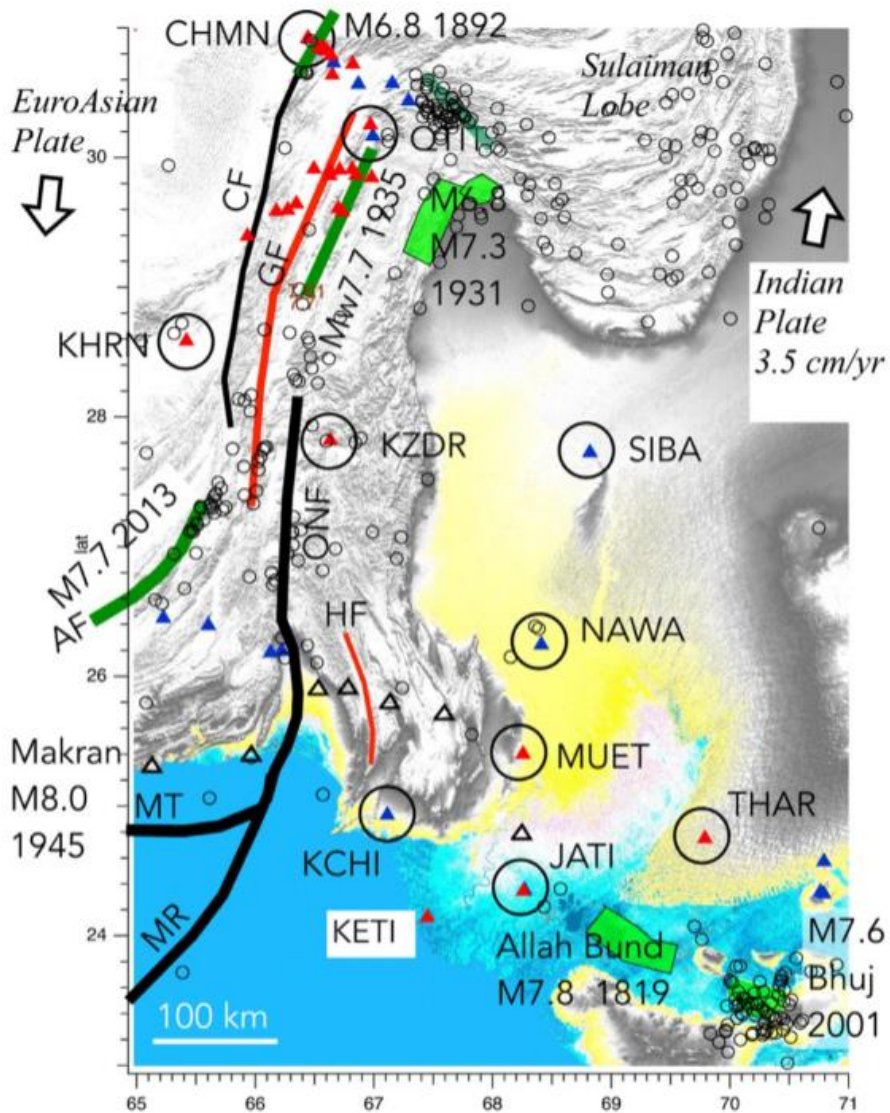 CHMN
M6.8 1892
EuroAsian
Plate
Sulaiman
Lobe
30
QTT
CF
GF
Mw7.7 1935
M6.8
M7.3
1931
Indian
Plate
3.5 cm/yr
KHRN
28
KZDR
SIBA
M7.7 2013
lat
AF
ONF
HF
NAWA
26
Makran
M8.0
1945
MT
MUET
THAR
KCHI
JATI
MR
KETI
24
Allah Bund
M7.8 1819
M7.6
Bhuj
2001
100 km
65
66
67
68
69
70
71